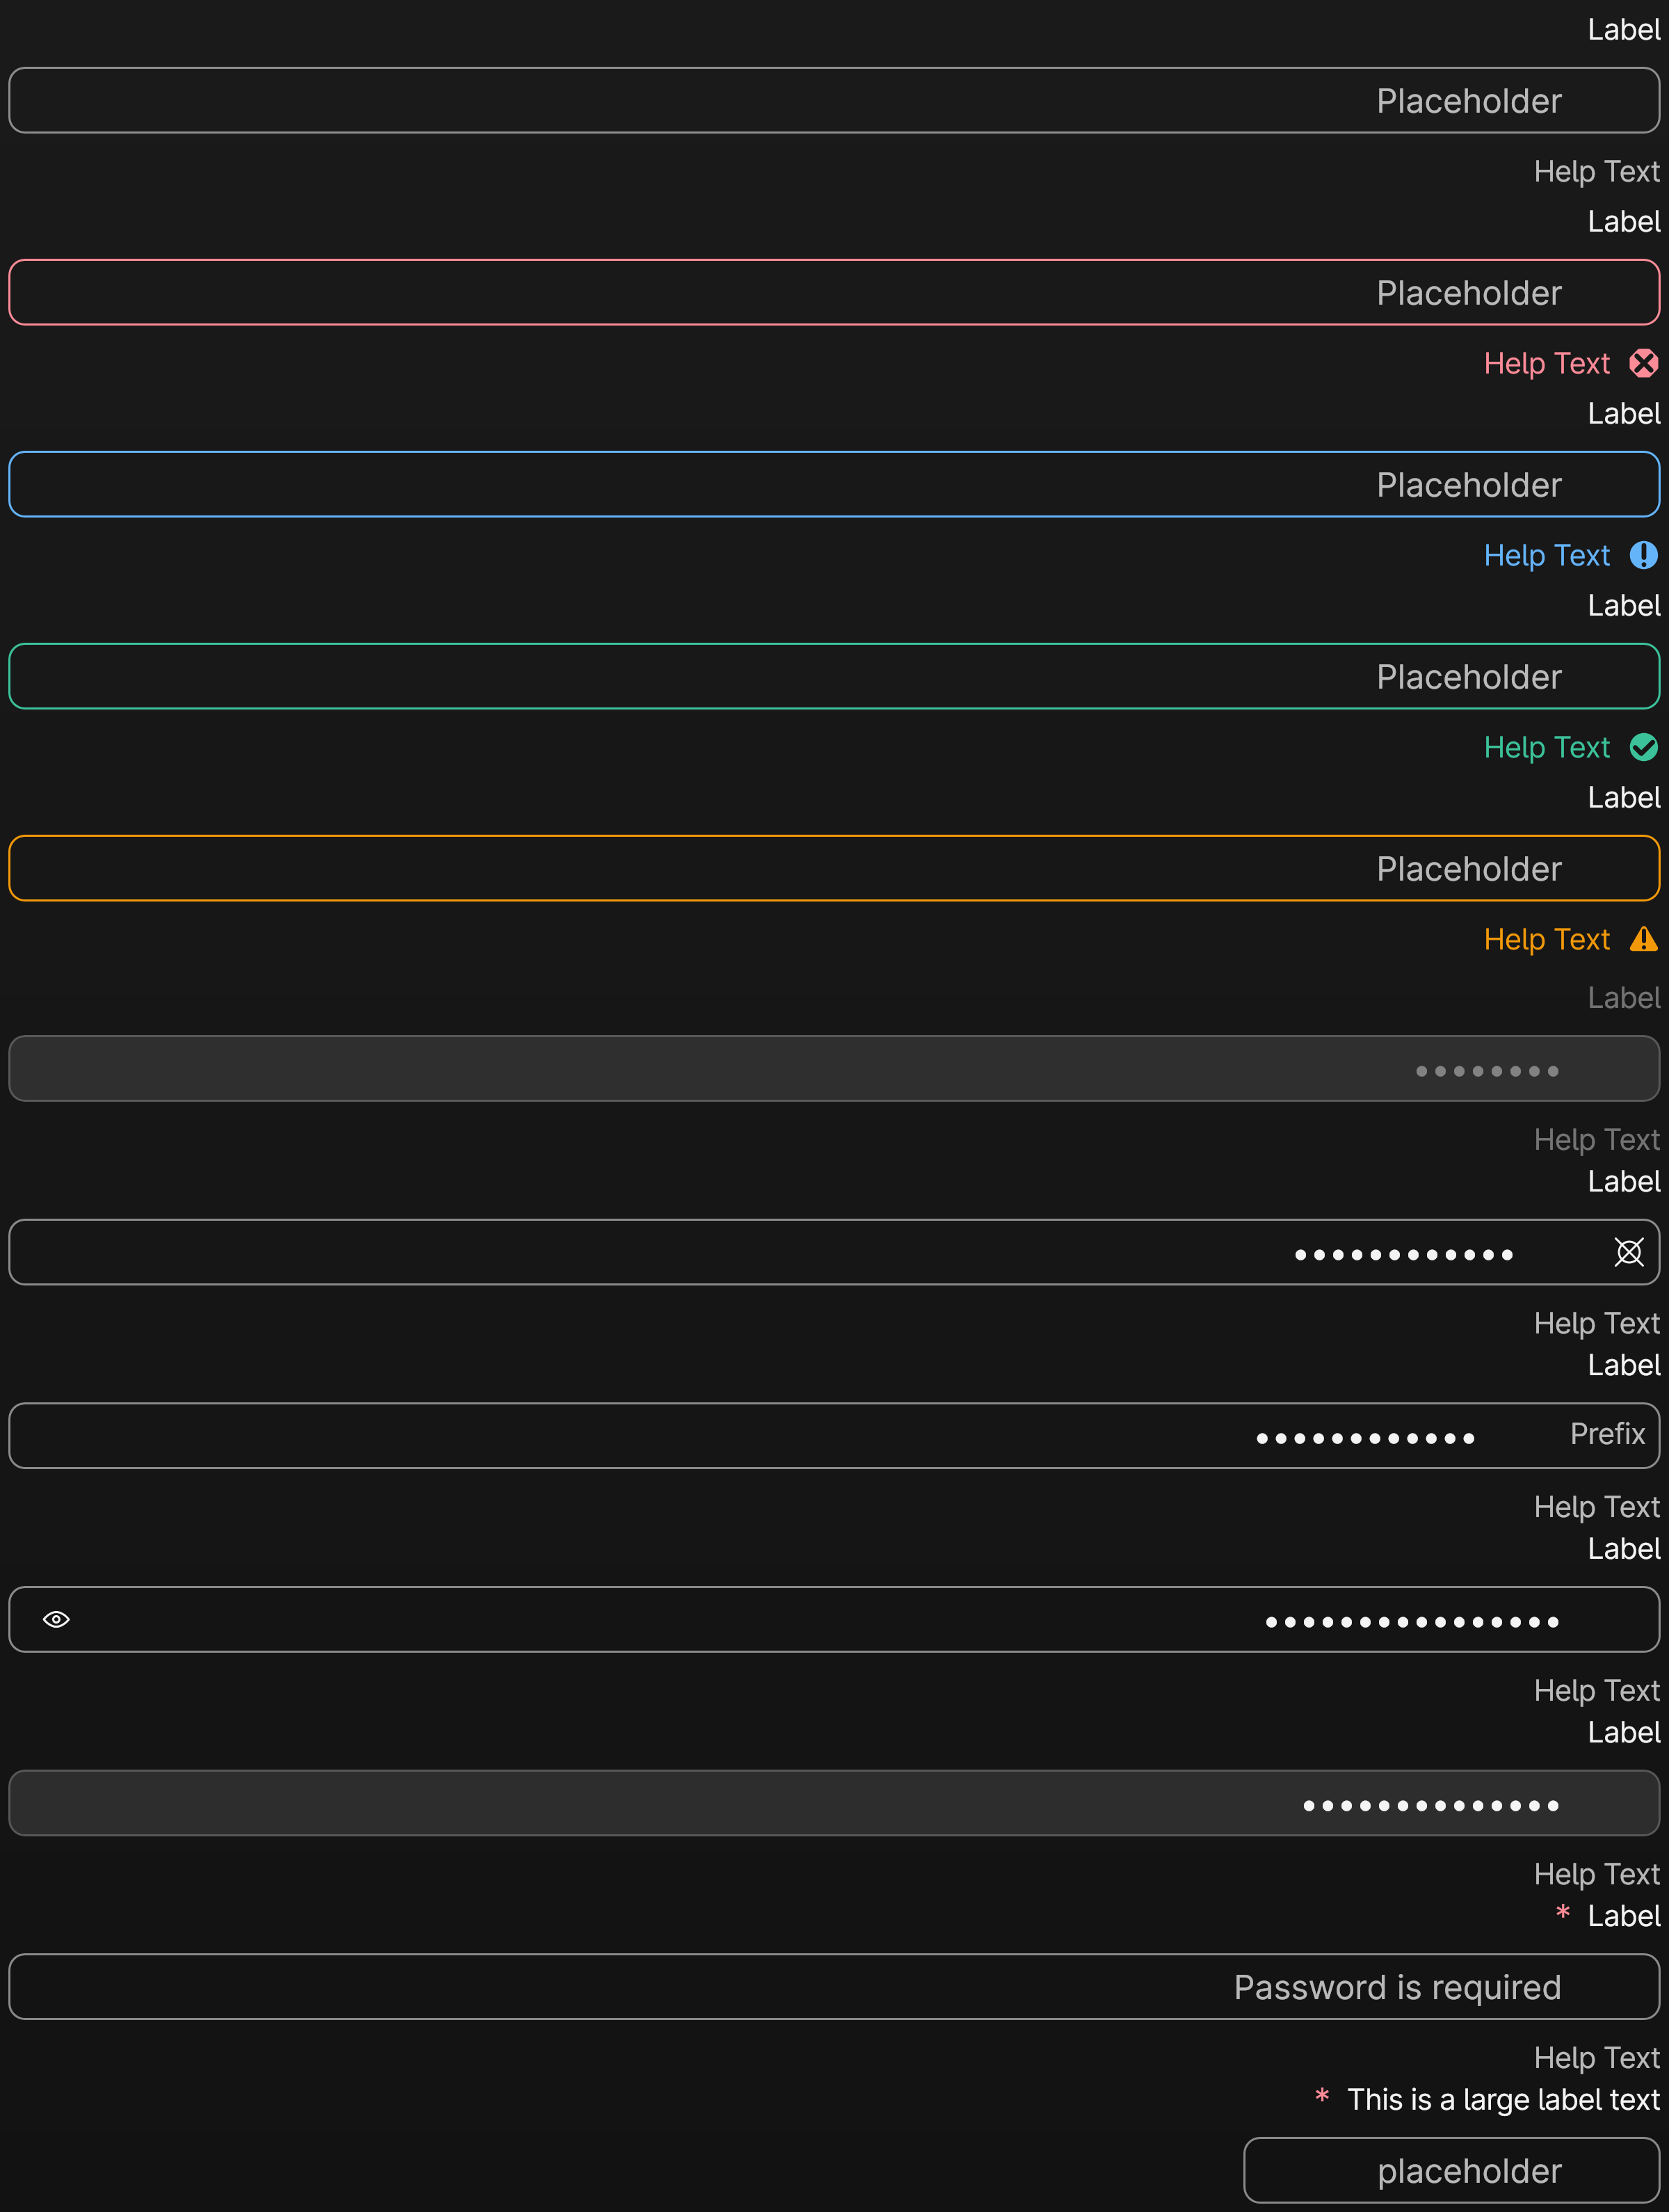 Label
Placeholder
Help Text
Label
Placeholder
Help Text
Label
Placeholder
Help Text
Label
Placeholder
Help Text
Label
Placeholder
Help Text
Label
••••••••
Help Text
Label
••••••••••••
Help Text
Label
Prefix ••••••••••••
Help Text
Label
••••••••••••••••
Help Text
Label
••••••••••••••
Help Text
Label *
Password is required
Help Text
This is a large label text *
placeholder